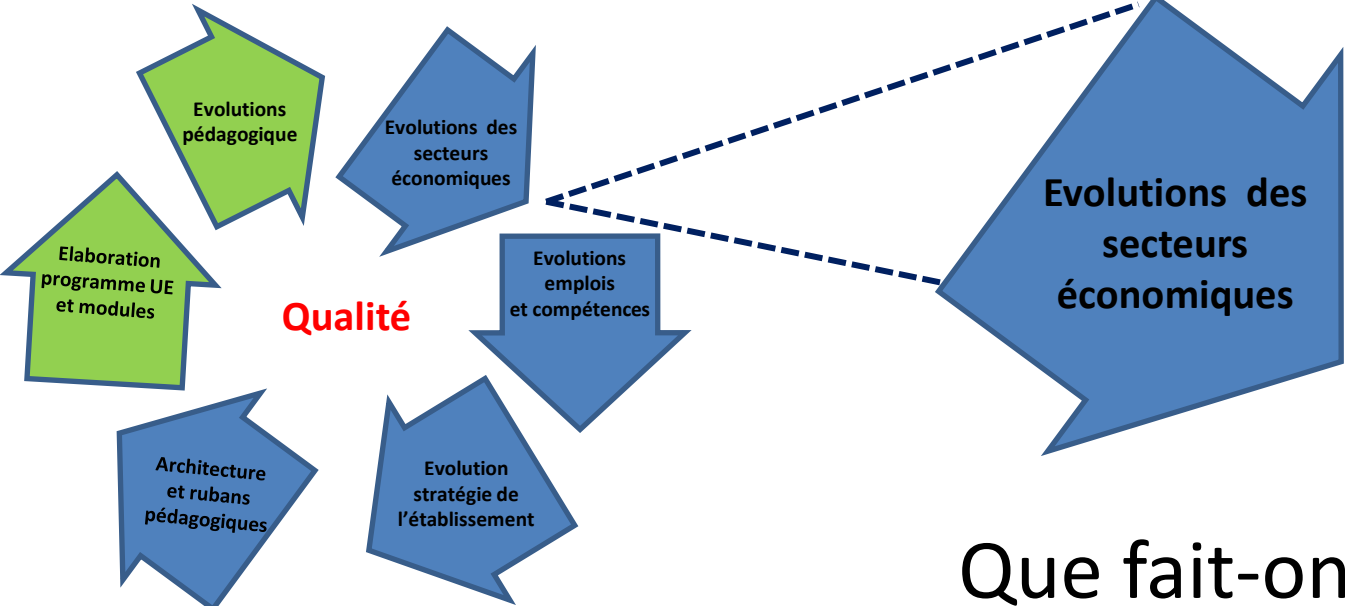 Evolutions
pédagogique
Evolutions des
secteurs
économiques
Evolutions des
secteurs
économiques
Elaboration
programme UE
et modules
Qualité
Evolutions
emplois
et compétences
Architecture
et rubans
pédagogiques
Evolution
stratégie de
l'établissement
Que fait-on